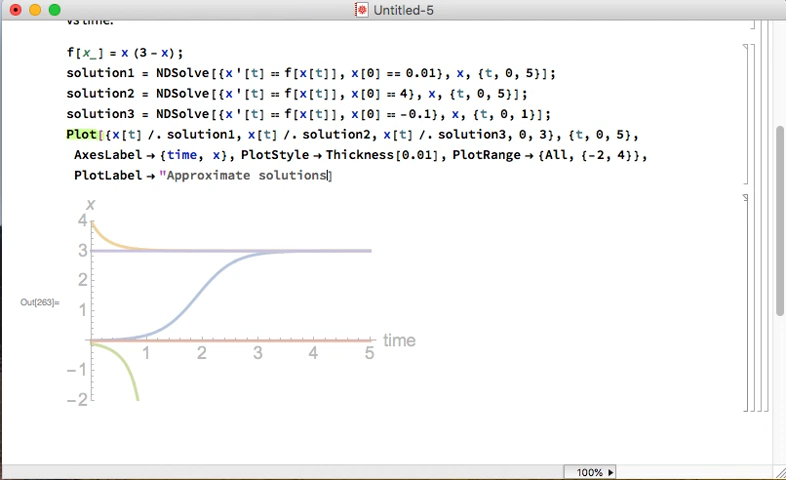 Untitled-5
vs time.
f[x_] = x (3 - x);
solution1 = NDSolve[{x'[t] == f[x[t]], x[0] == 0.01}, x, {t, 0, 5}];
solution2 = NDSolve[{x'[t] == f[x[t]], x[0] == 4}, x, {t, 0, 5}];
solution3 = NDSolve[{x'[t] == f[x[t]], x[0] == -0.1}, x, {t, 0, 1}];
Plot[{x[t] /. solution1, x[t] /. solution2, x[t] /. solution3, 0, 3}, {t, 0, 5},
AxesLabel → {time, x}, PlotStyle → Thickness[0.01], PlotRange → {All, {-2, 4}},
PlotLabel → "Approximate solutions]
x
4
3
2
Out[263]=
1
time
1 2 3 4 5
-1
-2
100%